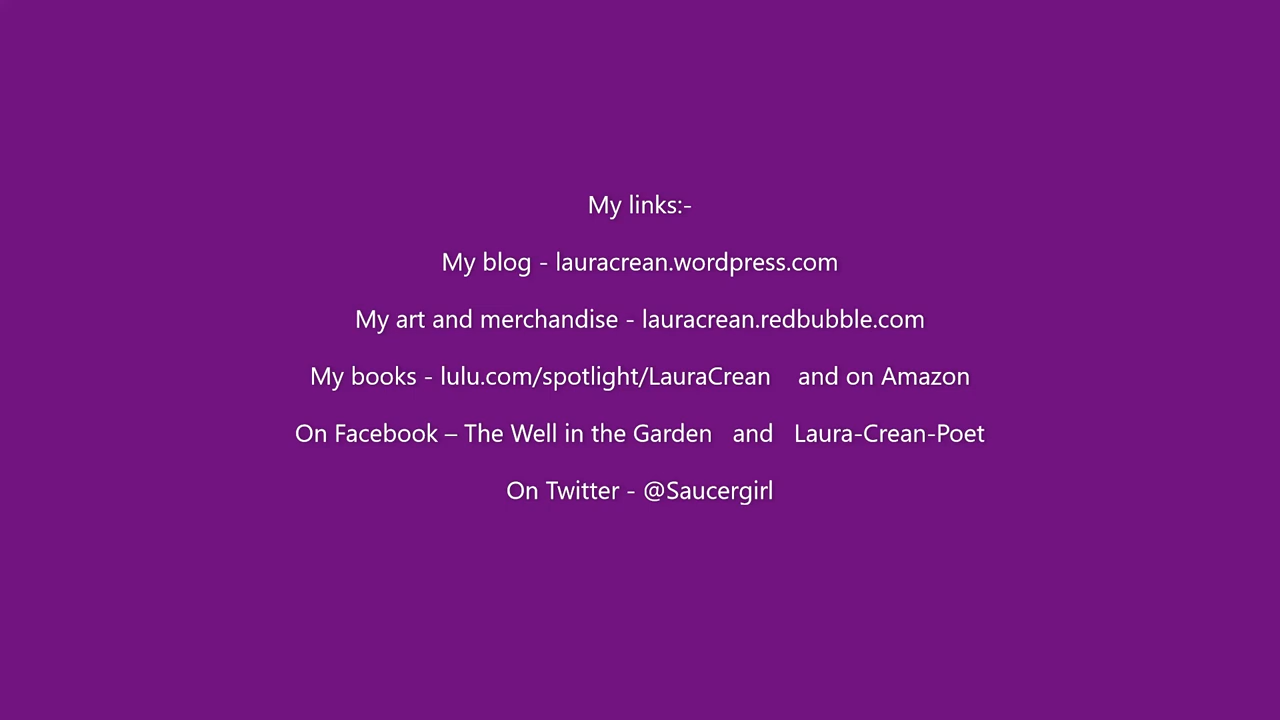 My links:-
My blog - lauracrean.wordpress.com
My art and merchandise - lauracrean.redbubble.com
My books - lulu.com/spotlight/LauraCrean    and on Amazon
On Facebook – The Well in the Garden   and   Laura-Crean-Poet
On Twitter - @Saucergirl